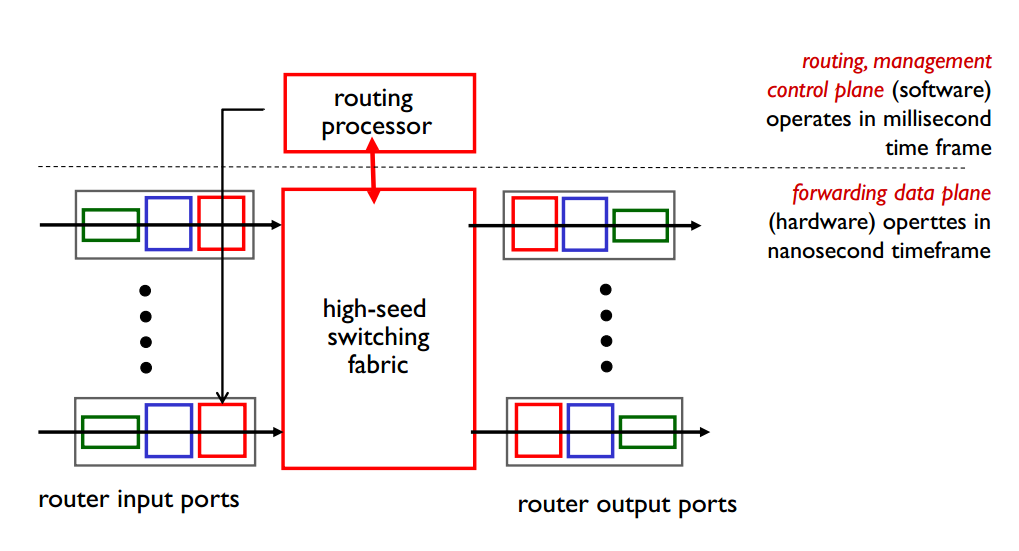 routing, management
control plane (software)
operates in millisecond
time frame
routing
processor
forwarding data plane
(hardware) operttes in
nanosecond timeframe
high-seed
switching
fabric
router input ports
router output ports